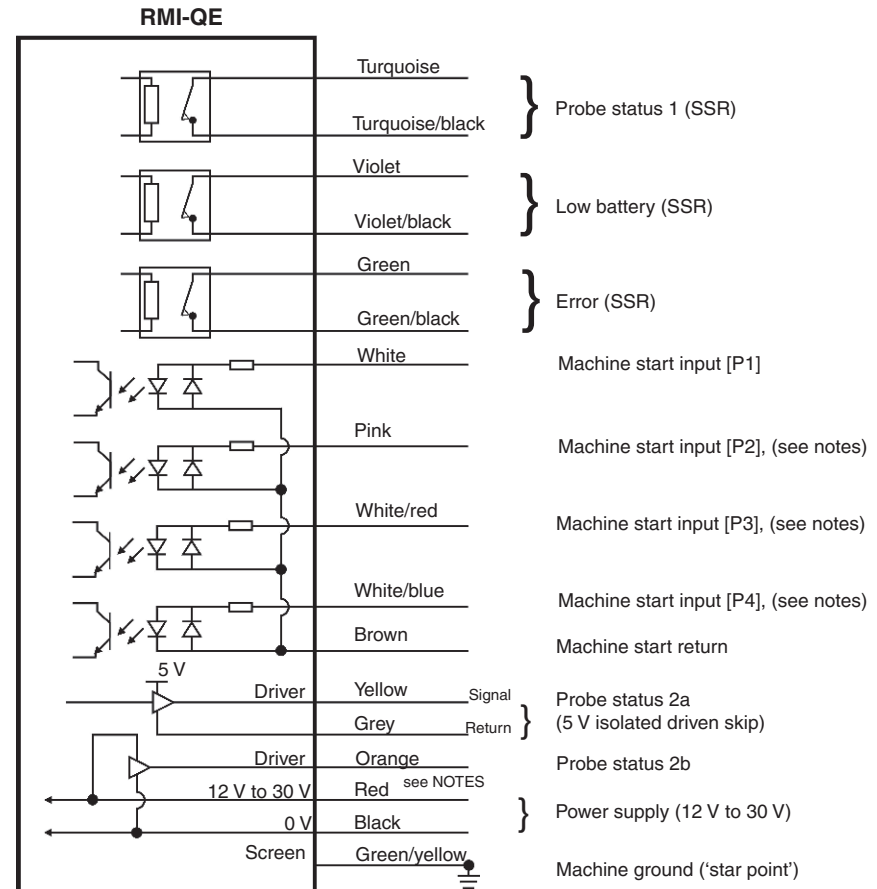 RMI-QE
Turquoise
Turquoise/black
Probe status 1 (SSR)
Violet
Violet/black
Low battery (SSR)
Green
Green/black
Error (SSR)
White
Machine start input [P1]
Pink
Machine start input [P2], (see notes)
White/red
Machine start input [P3], (see notes)
White/blue
Machine start input [P4], (see notes)
Brown
Machine start return
5 V
Driver
Yellow
Signal
Grey
Return
Probe status 2a
(5 V isolated driven skip)
Driver
Orange
Probe status 2b
12 V to 30 V
Red
see NOTES
0 V
Black
Power supply (12 V to 30 V)
Screen
Green/yellow
Machine ground (‘star point’)